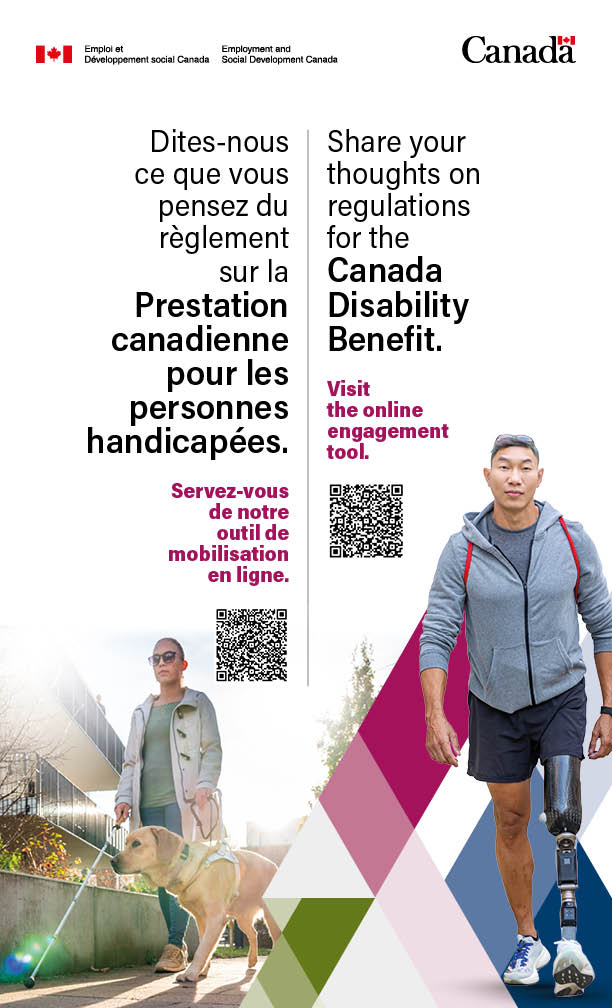 Emploi et
Développement social Canada
Employment and
Social Development Canada
Canada
Dites-nous
ce que vous
pensez du
règlement
sur la
Prestation
canadienne
pour les
personnes
handicapées.
Servez-vous
de notre
outil de
mobilisation
en ligne.
Share your
thoughts on
regulations
for the
Canada
Disability
Benefit.
Visit
the online
engagement
tool.